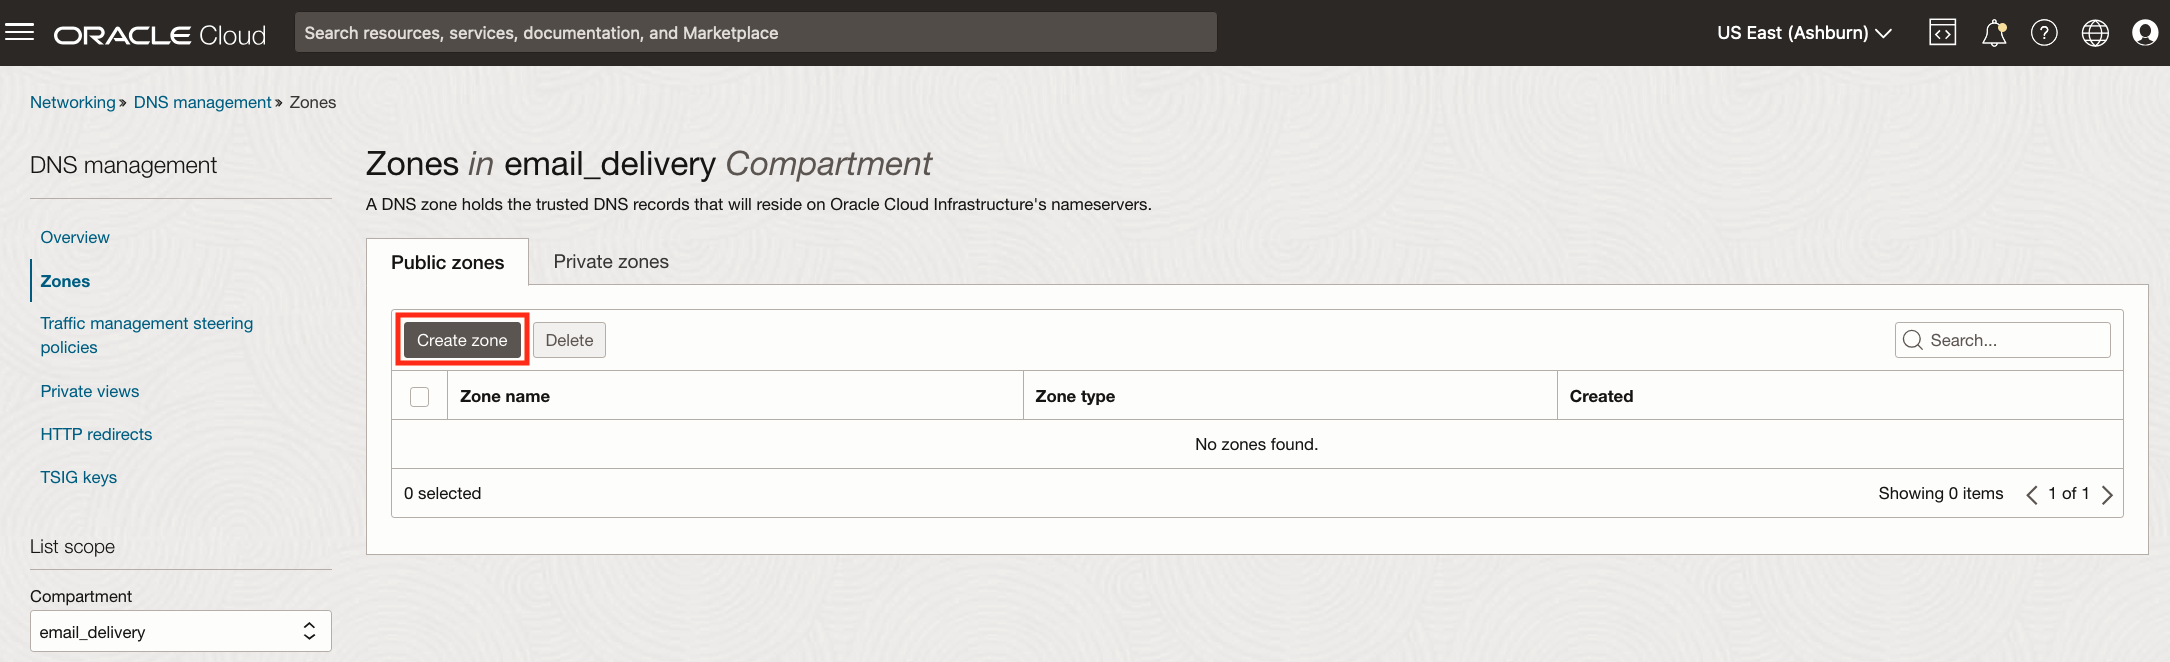 ORACLE Cloud
Search resources, services, documentation, and Marketplace
US East (Ashburn)
Networking » DNS management » Zones
DNS management
Overview
Zones
Traffic management steering
policies
Private views
HTTP redirects
TSIG keys
List scope
Compartment
email_delivery
Zones in email_delivery Compartment
A DNS zone holds the trusted DNS records that will reside on Oracle Cloud Infrastructure's nameservers.
Public zones Private zones
Create zone Delete Search...
Zone name Zone type Created
No zones found.
0 selected Showing 0 items 1 of 1